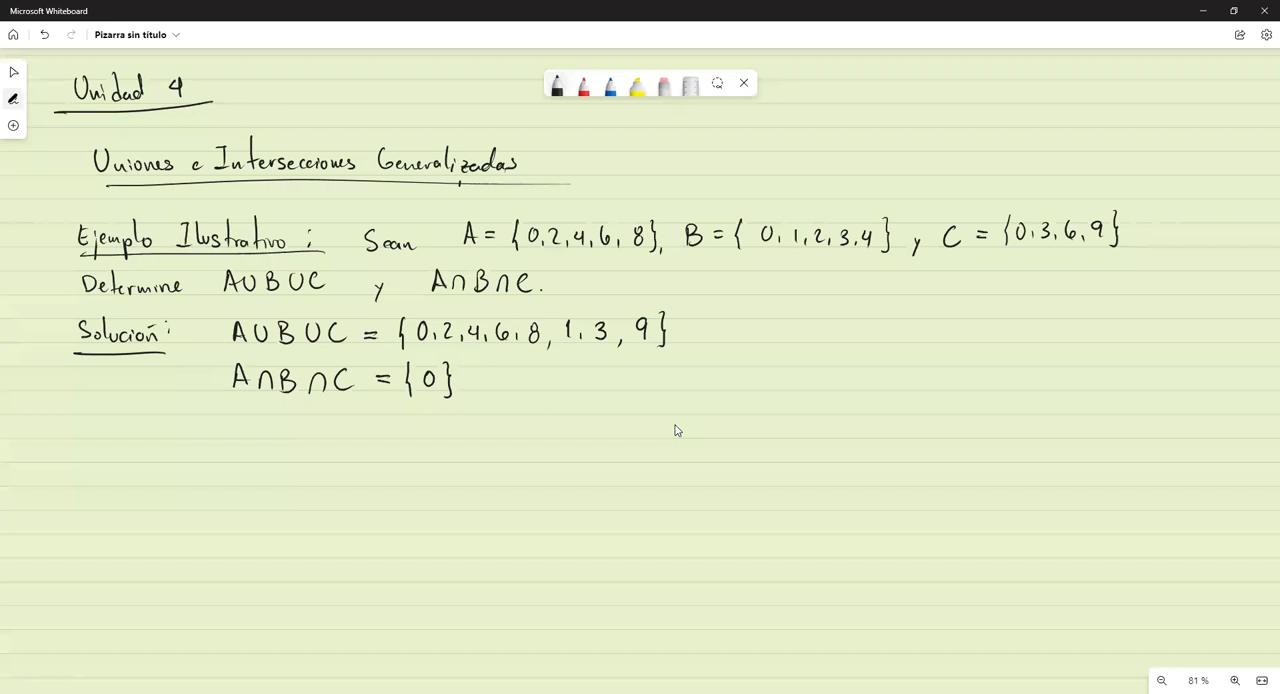 Microsoft Whiteboard
Pizarra sin título
Unidad 4
Uniones e Intersecciones Generalizadas
Ejemplo Ilustrativo: Sean A = {0,2,4,6,8}, B = {0,1,2,3,4} y C = {0,3,6,9}
Determine A∪B∪C y A∩B∩C.
Solución: A∪B∪C = {0,2,4,6,8,1,3,9}
A∩B∩C = {0}
81 %